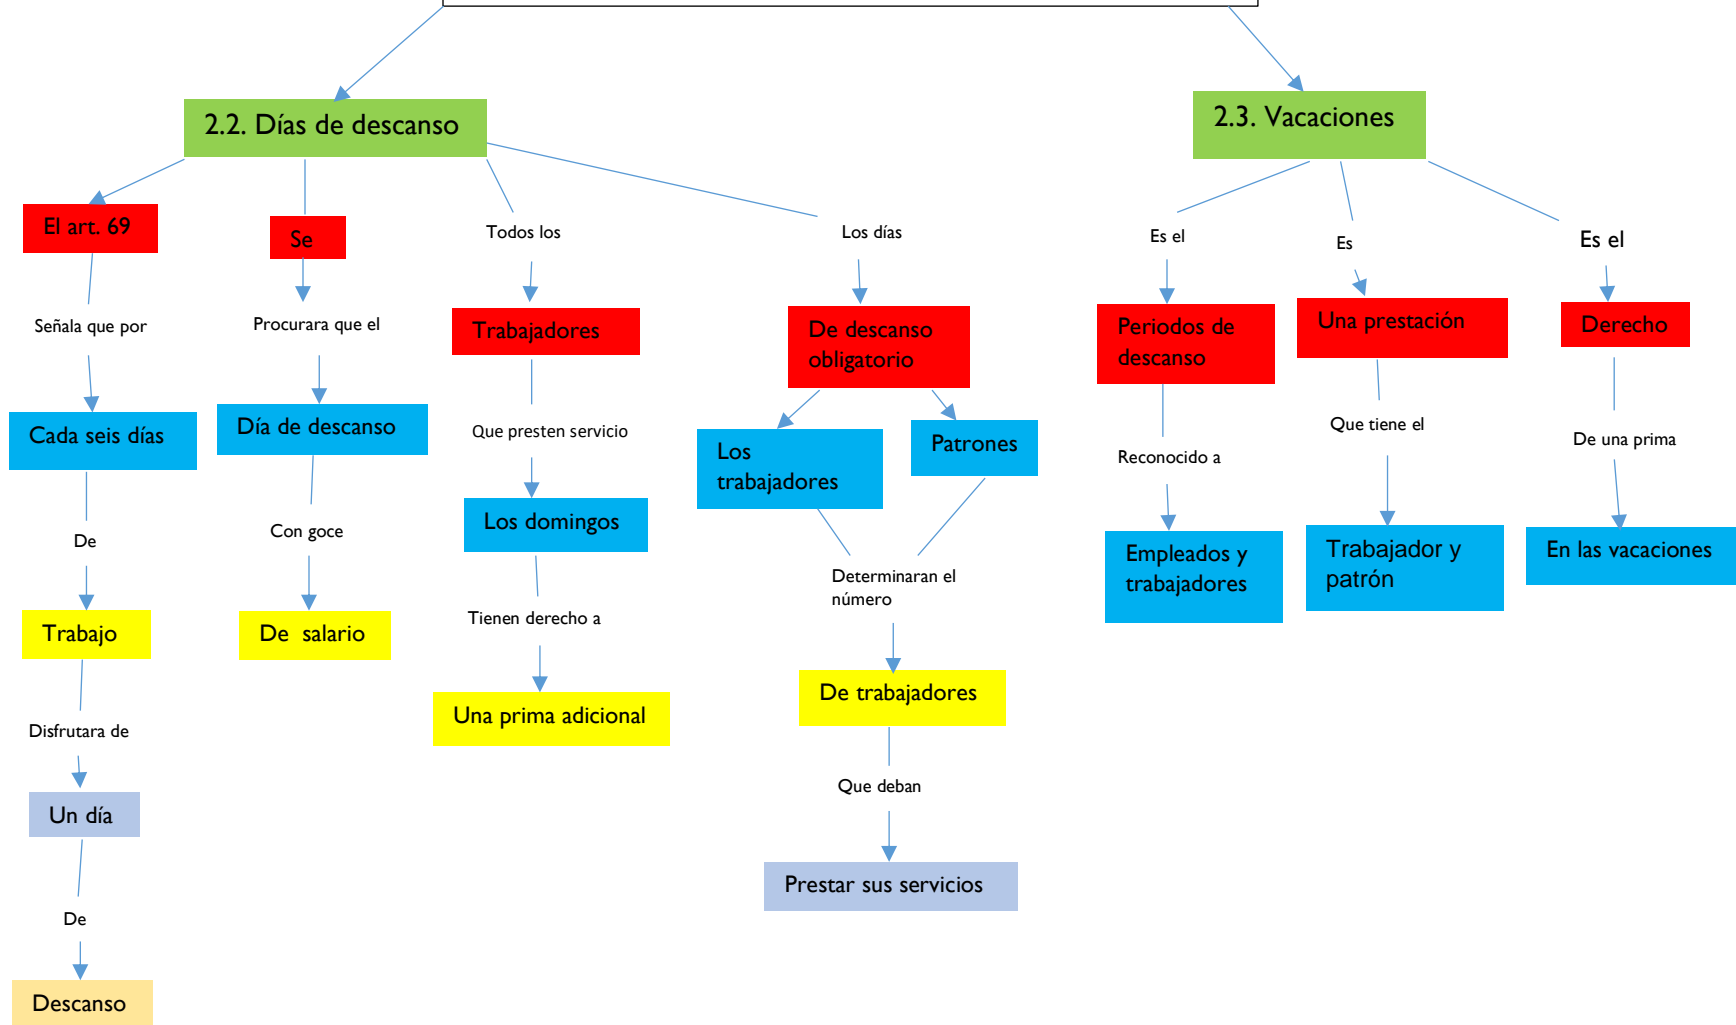 2.2. Días de descanso
El art. 69
Señala que por
Cada seis días
De
Trabajo
Disfrutara de
Un día
De
Descanso
Se
Procurara que el
Día de descanso
Con goce
De salario
Todos los
Trabajadores
Que presten servicio
Los domingos
Tienen derecho a
Una prima adicional
Los días
De descanso
obligatorio
Los
trabajadores
Patrones
Determinaran el
número
De trabajadores
Que deban
Prestar sus servicios
2.3. Vacaciones
Es el
Periodos de
descanso
Reconocido a
Empleados y
trabajadores
Es
Una prestación
Que tiene el
Trabajador y
patrón
Es el
Derecho
De una prima
En las vacaciones